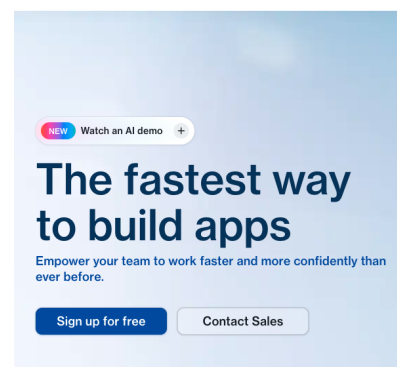 NEW Watch an AI demo +
The fastest way
to build apps
Empower your team to work faster and more confidently than
ever before.
Sign up for free Contact Sales